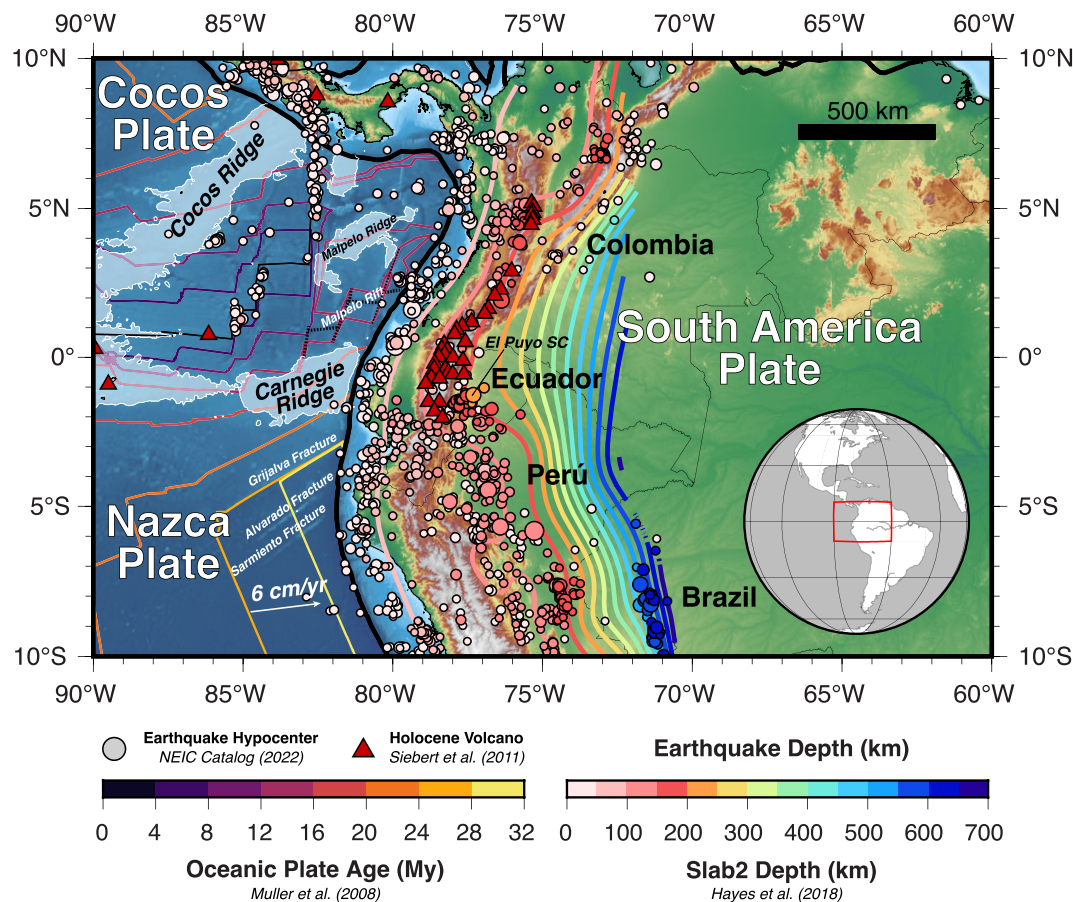 90°W 85°W 80°W 75°W 70°W 65°W 60°W
10°N 10°N
Cocos
Plate
500 km
Cocos Ridge
5°N 5°N
Malpelo Ridge
Colombia
Malpelo Rift
South America
Plate
El Puyo SC
0° 0°
Carnegie
Ridge
Ecuador
Grijalva Fracture
Perú
Alvarado Fracture
5°S 5°S
Nazca
Plate
Sarmiento Fracture
6 cm/yr
Brazil
10°S 10°S
90°W 85°W 80°W 75°W 70°W 65°W 60°W
Earthquake Hypocenter
NEIC Catalog (2022)
Holocene Volcano
Siebert et al. (2011)
Earthquake Depth (km)
0 4 8 12 16 20 24 28 32
0 100 200 300 400 500 600 700
Oceanic Plate Age (My)
Muller et al. (2008)
Slab2 Depth (km)
Hayes et al. (2018)